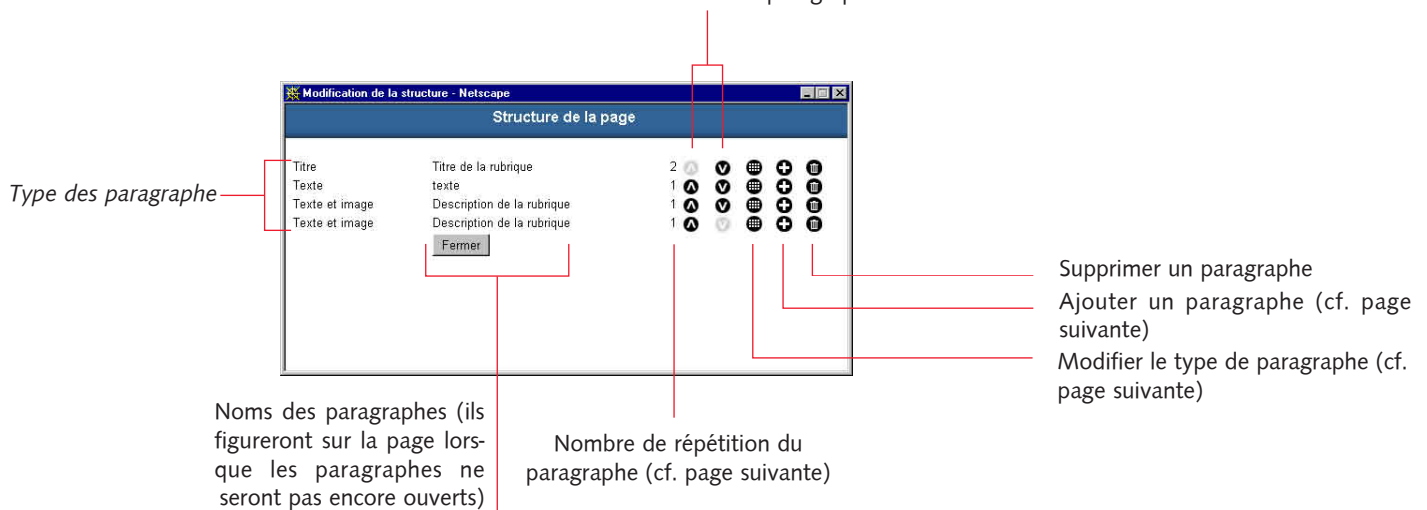 Modification de la structure - Netscape
Structure de la page
Titre Titre de la rubrique 2
Texte texte 1
Texte et image Description de la rubrique 1
Texte et image Description de la rubrique 1
Fermer
Type des paragraphe
Supprimer un paragraphe
Ajouter un paragraphe (cf. page
suivante)
Modifier le type de paragraphe (cf.
page suivante)
Noms des paragraphes (ils
figureront sur la page lors-
que les paragraphes ne
seront pas encore ouverts)
Nombre de répétition du
paragraphe (cf. page suivante)